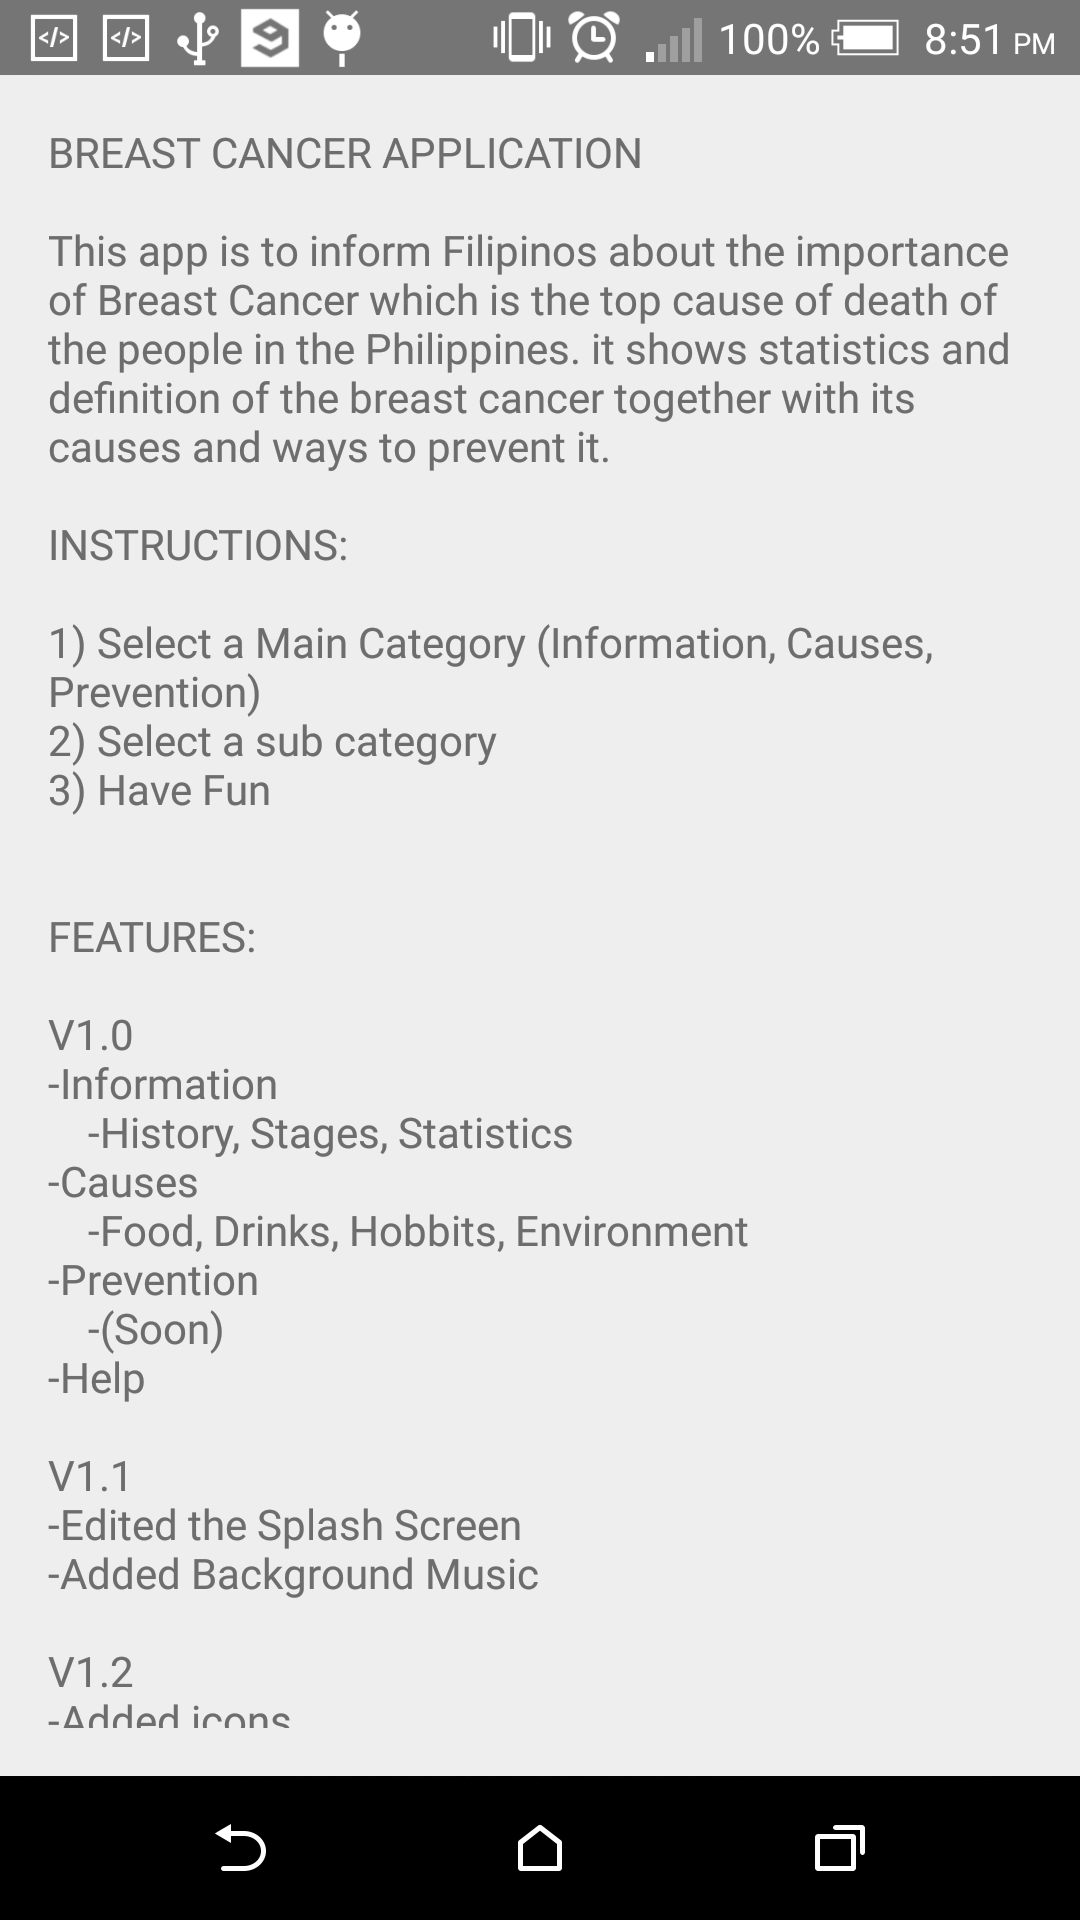 100% 8:51 PM
BREAST CANCER APPLICATION
This app is to inform Filipinos about the importance
of Breast Cancer which is the top cause of death of
the people in the Philippines. it shows statistics and
definition of the breast cancer together with its
causes and ways to prevent it.
INSTRUCTIONS:
1) Select a Main Category (Information, Causes,
Prevention)
2) Select a sub category
3) Have Fun
FEATURES:
V1.0
-Information
-History, Stages, Statistics
-Causes
-Food, Drinks, Hobbits, Environment
-Prevention
-(Soon)
-Help
V1.1
-Edited the Splash Screen
-Added Background Music
V1.2
-Added icons